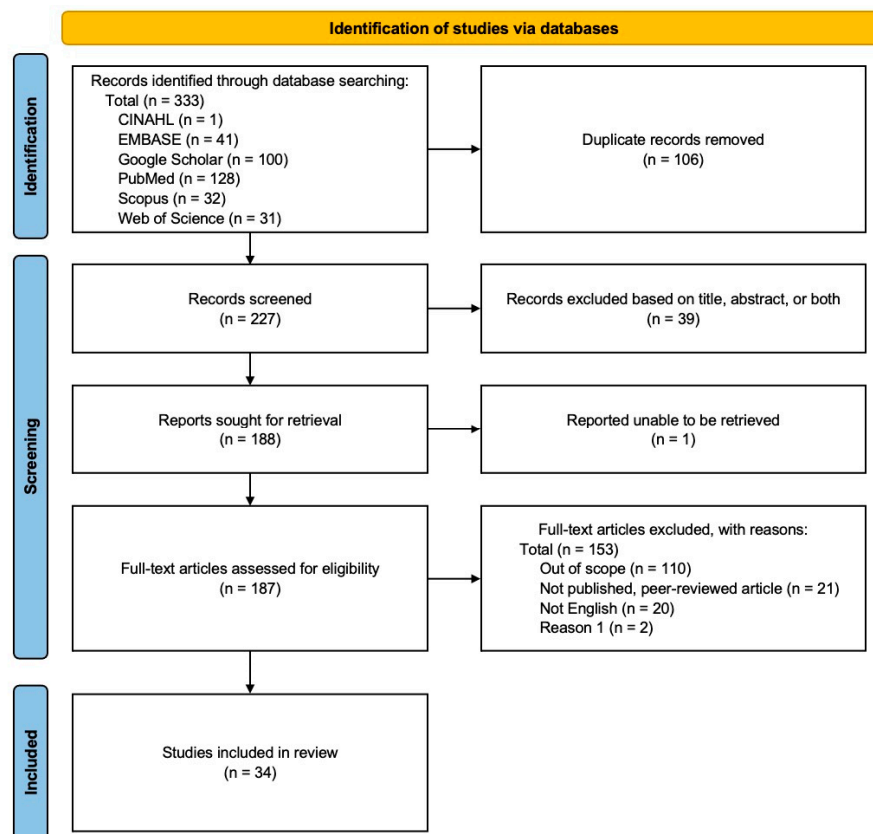 Identification of studies via databases
Identification
Records identified through database searching:
Total (n = 333)
CINAHL (n = 1)
EMBASE (n = 41)
Google Scholar (n = 100)
PubMed (n = 128)
Scopus (n = 32)
Web of Science (n = 31)
Duplicate records removed
(n = 106)
Screening
Records screened
(n = 227)
Records excluded based on title, abstract, or both
(n = 39)
Reports sought for retrieval
(n = 188)
Reported unable to be retrieved
(n = 1)
Full-text articles assessed for eligibility
(n = 187)
Full-text articles excluded, with reasons:
Total (n = 153)
Out of scope (n = 110)
Not published, peer-reviewed article (n = 21)
Not English (n = 20)
Reason 1 (n = 2)
Included
Studies included in review
(n = 34)